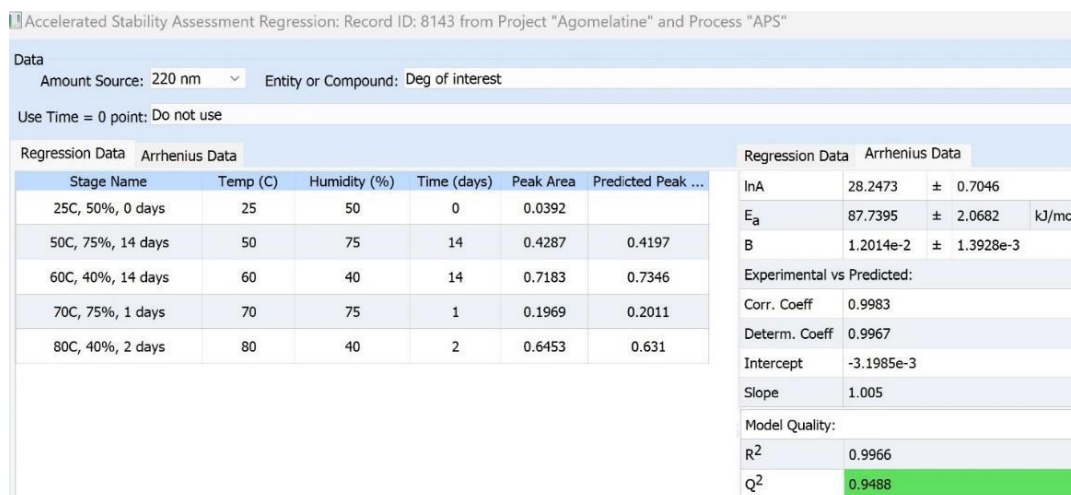 Accelerated Stability Assessment Regression: Record ID: 8143 from Project "Agomelatine" and Process "APS"
Data
Amount Source: 220 nm Entity or Compound: Deg of interest
Use Time = 0 point: Do not use
Regression Data Arrhenius Data
Stage Name Temp (C) Humidity (%) Time (days) Peak Area Predicted Peak ...
25C, 50%, 0 days 25 50 0 0.0392
50C, 75%, 14 days 50 75 14 0.4287 0.4197
60C, 40%, 14 days 60 40 14 0.7183 0.7346
70C, 75%, 1 days 70 75 1 0.1969 0.2011
80C, 40%, 2 days 80 40 2 0.6453 0.631
Regression Data Arrhenius Data
lnA 28.2473 ± 0.7046
Ea 87.7395 ± 2.0682 kJ/mo
B 1.2014e-2 ± 1.3928e-3
Experimental vs Predicted:
Corr. Coeff 0.9983
Determ. Coeff 0.9967
Intercept -3.1985e-3
Slope 1.005
Model Quality:
R2 0.9966
Q2 0.9488